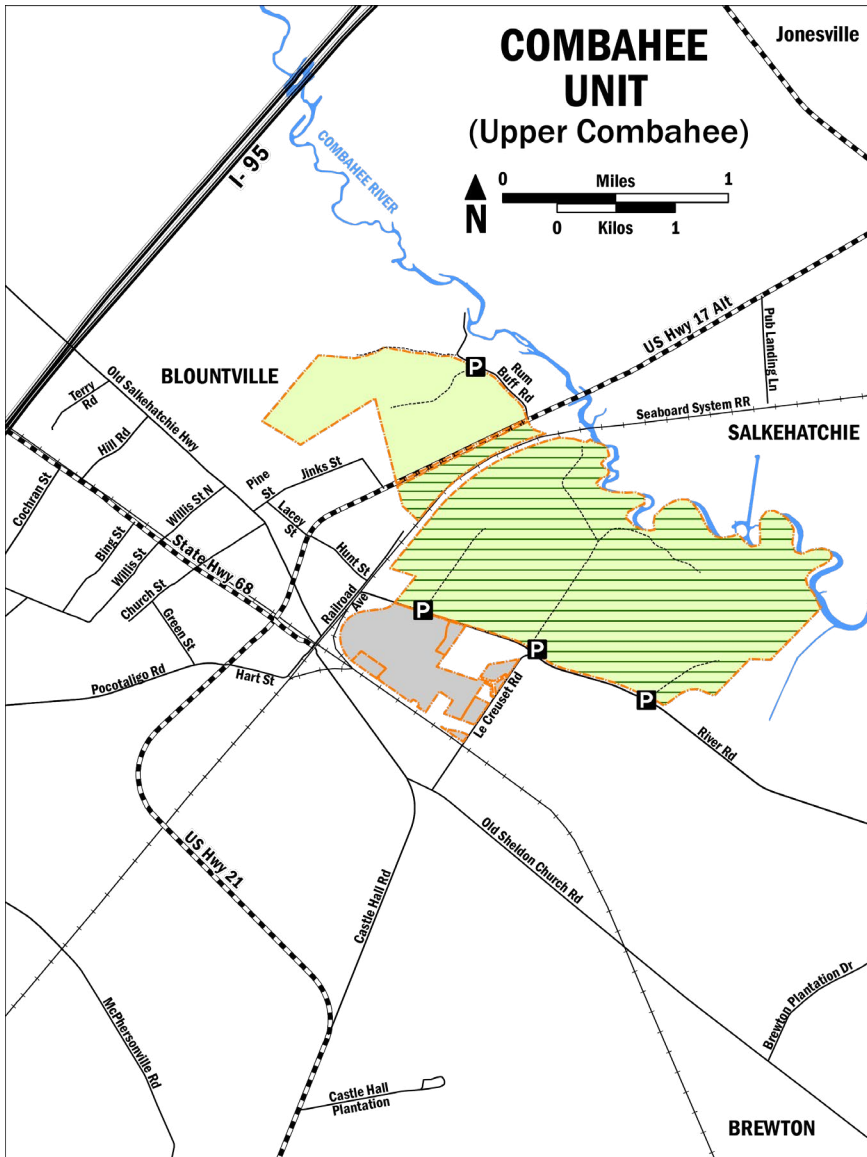 COMBAHEE
UNIT
(Upper Combahee)
Jonesville
COMBAHEE RIVER
I- 95
0 Miles 1
N
0 Kilos 1
US Hwy 17 Alt
Pub Landing Ln
P
Rum
Buff Rd
BLOUNTVILLE
Old Salkehatchie Hwy
Terry
Rd
Seaboard System RR
SALKEHATCHIE
Hill Rd
Cochran St
Pine
St
Jinks St
Willis St N
Lacey
St
Bing St
Willis St
State Hwy 68
Hunt St
Church St
Railroad
Ave
Green St
P
P
P
Pocotaligo Rd
Hart St
Le Creuset Rd
River Rd
US Hwy 21
Old Sheldon Church Rd
Castle Hall Rd
McPhersonville Rd
Brewton Plantation Dr
Castle Hall
Plantation
BREWTON